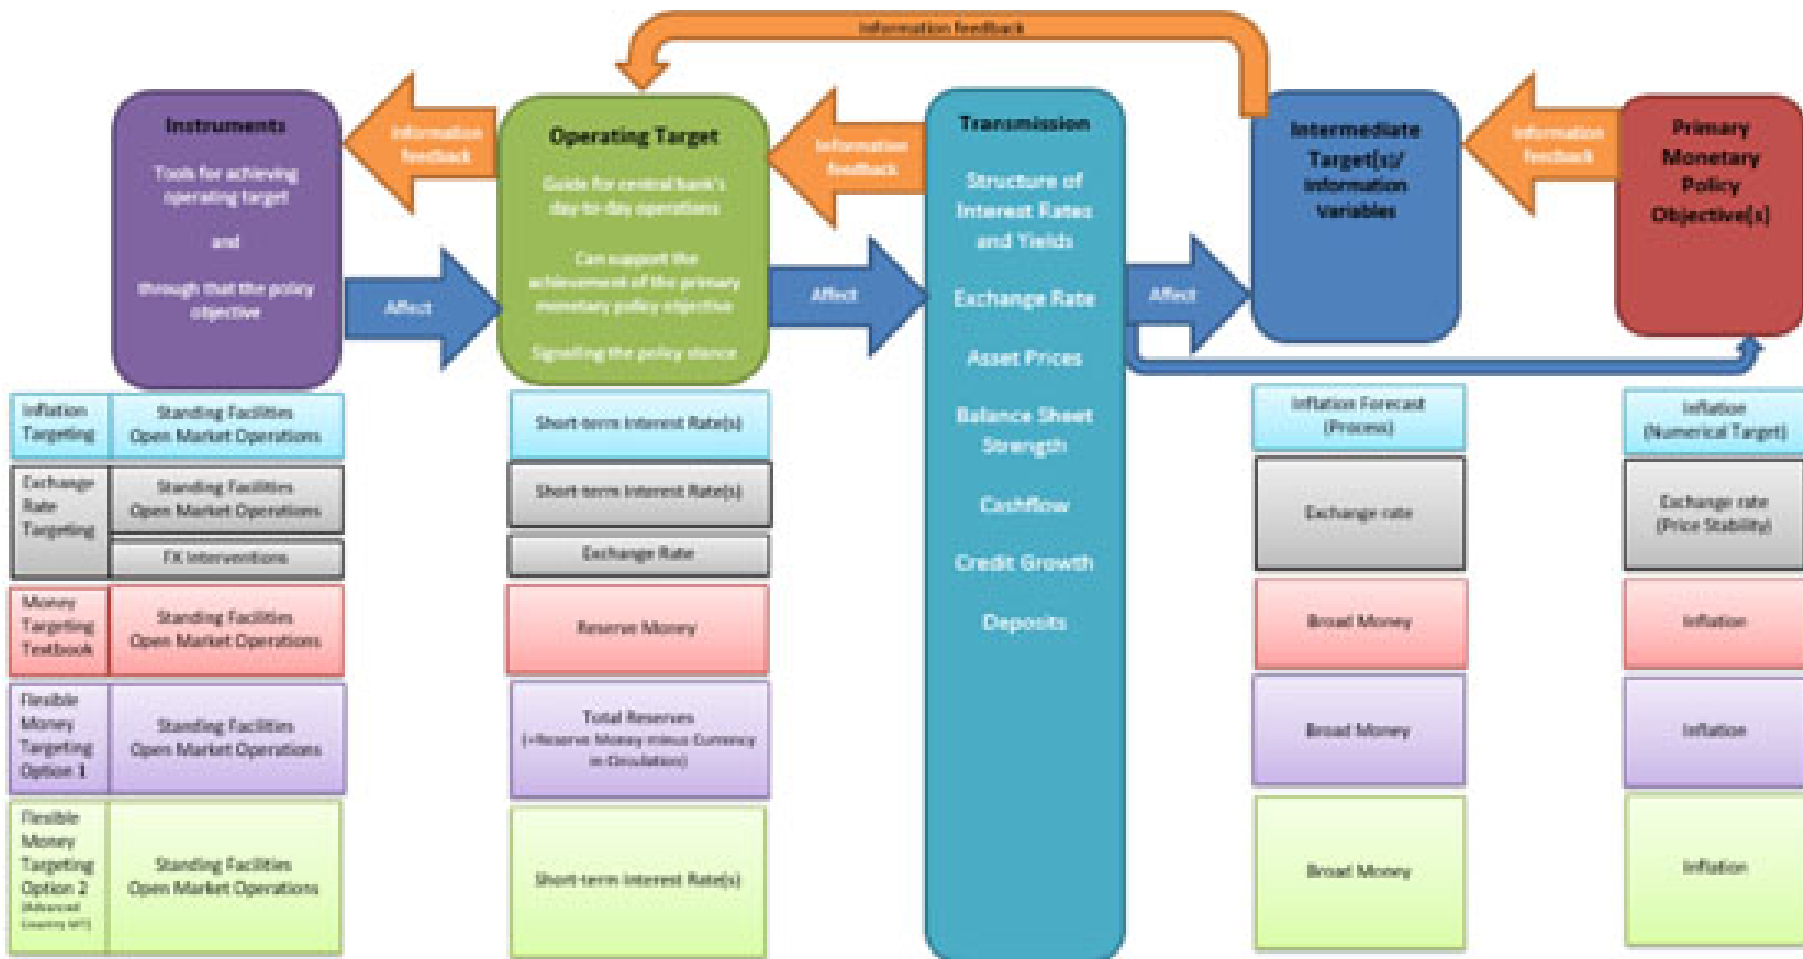 Information feedback
Instruments
Tools for achieving
operating target
and
through that the policy
objective
Information
feedback
Affect
Operating Target
Guide for central bank's
day-to-day operations
Can support the
achievement of the primary
monetary policy objective
Signalling the policy stance
Information
feedback
Affect
Transmission
Structure of
Interest Rates
and Yields
Exchange Rate
Asset Prices
Balance Sheet
Strength
Cashflow
Credit Growth
Deposits
Affect
Intermediate
Target(s)/
Information
Variables
Information
feedback
Primary
Monetary
Policy
Objective(s)
Inflation
Targeting
Standing Facilities
Open Market Operations
Short-term Interest Rate(s)
Inflation Forecast
(Process)
Inflation
(Numerical Target)
Exchange
Rate
Targeting
Standing Facilities
Open Market Operations
FX Interventions
Short-term Interest Rate(s)
Exchange Rate
Exchange rate
Exchange rate
(Price Stability)
Money
Targeting
Textbook
Standing Facilities
Open Market Operations
Reserve Money
Broad Money
Inflation
Flexible
Money
Targeting
Option 1
Standing Facilities
Open Market Operations
Total Reserves
(=Reserve Money minus Currency
in Circulation)
Broad Money
Inflation
Flexible
Money
Targeting
Option 2
(Advanced
Standing Facilities
Open Market Operations
Short-term Interest Rate(s)
Broad Money
Inflation